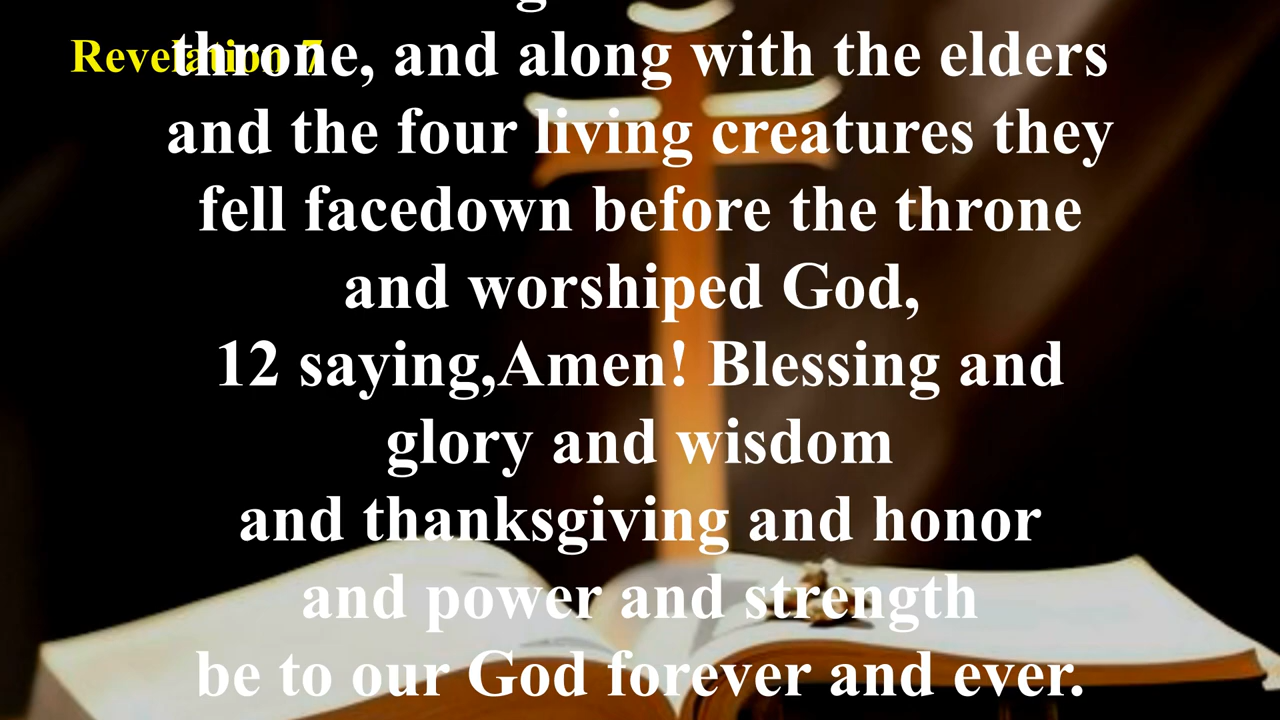 Revelation 7
throne, and along with the elders
and the four living creatures they
fell facedown before the throne
and worshiped God,
12 saying,Amen! Blessing and
glory and wisdom
and thanksgiving and honor
and power and strength
be to our God forever and ever.